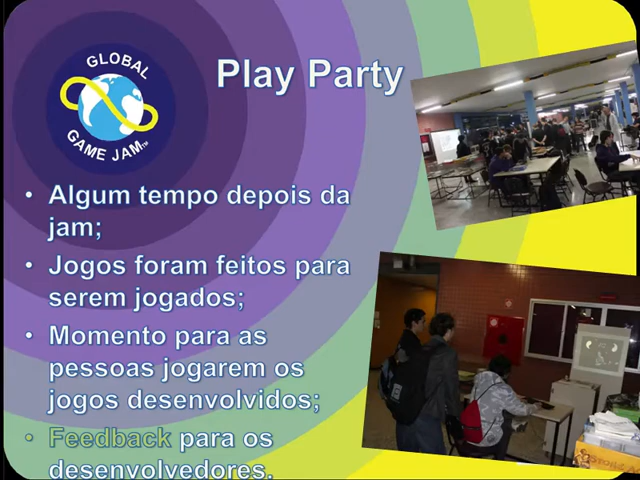 GLOBAL
GAME JAM™
Play Party
• Algum tempo depois da
jam;
• Jogos foram feitos para
serem jogados;
• Momento para as
pessoas jogarem os
jogos desenvolvidos;
• Feedback para os
desenvolvedores.